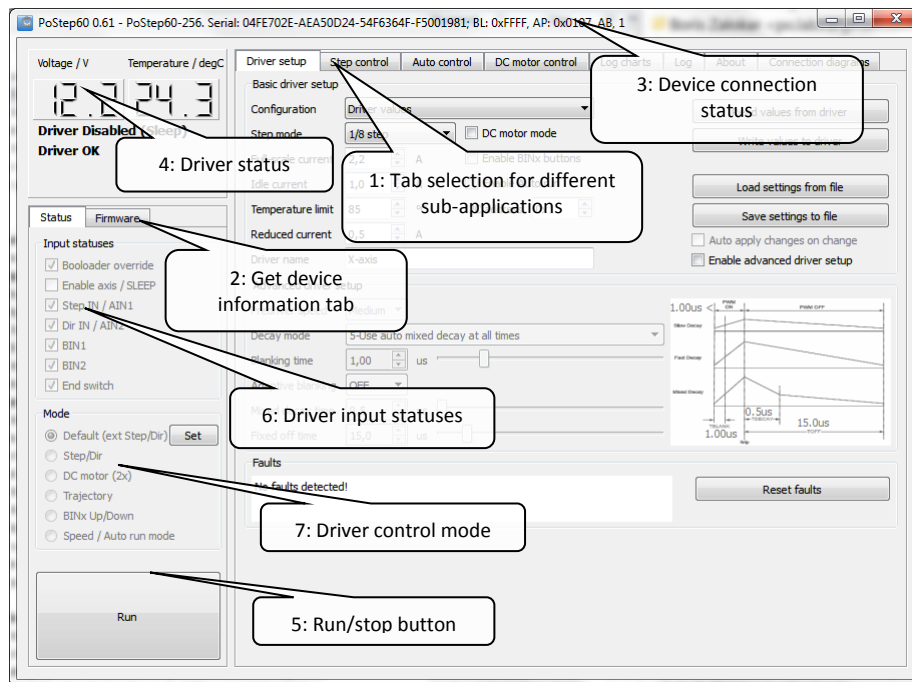 PoStep60 0.61 - PoStep60-256. Serial: 04FE702E-AEA50D24-54F6364F-F5001981; BL: 0xFFFF, AP: 0x0107, AB, 1
Voltage / V Temperature / degC
12.2 24.3
Driver Disabled (Sleep)
Driver OK
4: Driver status
Driver setup Step control Auto control DC motor control Log charts Log About Connection diagrams
3: Device connection
status
Basic driver setup
Configuration Driver values values from driver
Step mode 1/8 step DC motor mode Write values to driver
scale current 2,2 A Enable BINx buttons
Idle current 1,0
1: Tab selection for different
sub-applications
Load settings from file
Temperature limit 85
Save settings to file
Reduced current 0,5 A
Auto apply changes on change
Driver name X-axis
Enable advanced driver setup
Status Firmware
Input statuses
Booloader override
Enable axis / SLEEP
Step IN / AIN1
Dir IN / AIN2
BIN1
BIN2
End switch
2: Get device
information tab
Advanced driver setup
Medium
Decay mode 5-Use auto mixed decay at all times
Blanking time 1,00 us
OFF
6: Driver input statuses
Fixed off time 15,0 us
1.00us < PWM ON PWM OFF
Slow Decay
Fast Decay
Mixed Decay
0.5us
TDECAY
15.0us
TBLANK
TOFF
1.00us
Mode
Default (ext Step/Dir) Set
Step/Dir
DC motor (2x)
Trajectory
BINx Up/Down
Speed / Auto run mode
Faults
No faults detected!
Reset faults
7: Driver control mode
Run
5: Run/stop button